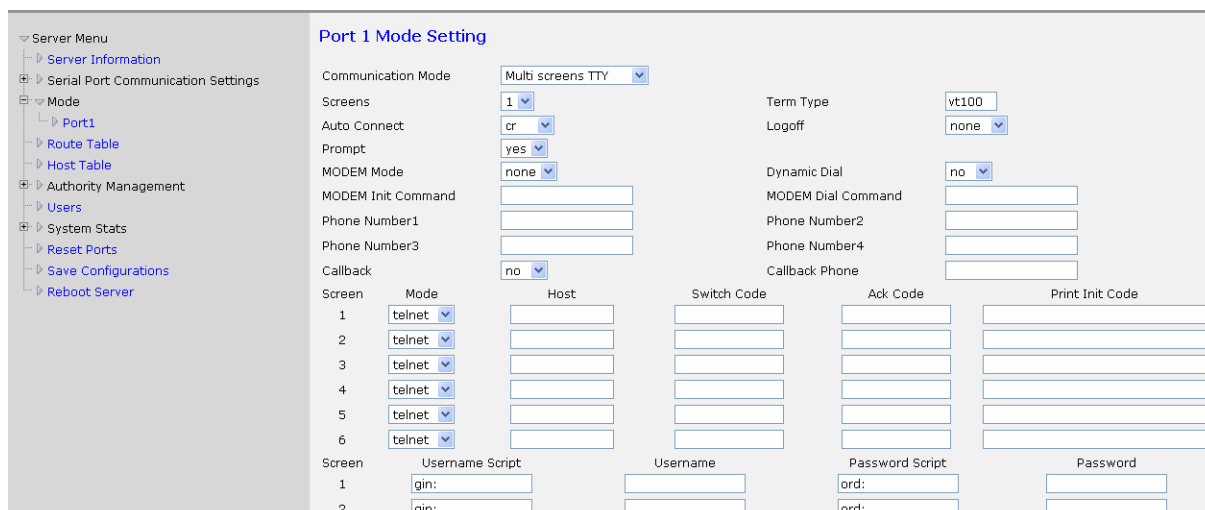 Server Menu
Server Information
Serial Port Communication Settings
Mode
Port1
Route Table
Host Table
Authority Management
Users
System Stats
Reset Ports
Save Configurations
Reboot Server
Port 1 Mode Setting
Communication Mode Multi screens TTY
Screens 1 Term Type vt100
Auto Connect cr Logoff none
Prompt yes
MODEM Mode none Dynamic Dial no
MODEM Init Command MODEM Dial Command
Phone Number1 Phone Number2
Phone Number3 Phone Number4
Callback no Callback Phone
Screen Mode Host Switch Code Ack Code Print Init Code
1 telnet
2 telnet
3 telnet
4 telnet
5 telnet
6 telnet
Screen Username Script Username Password Script Password
1 gin: ord:
2 gin: ord: